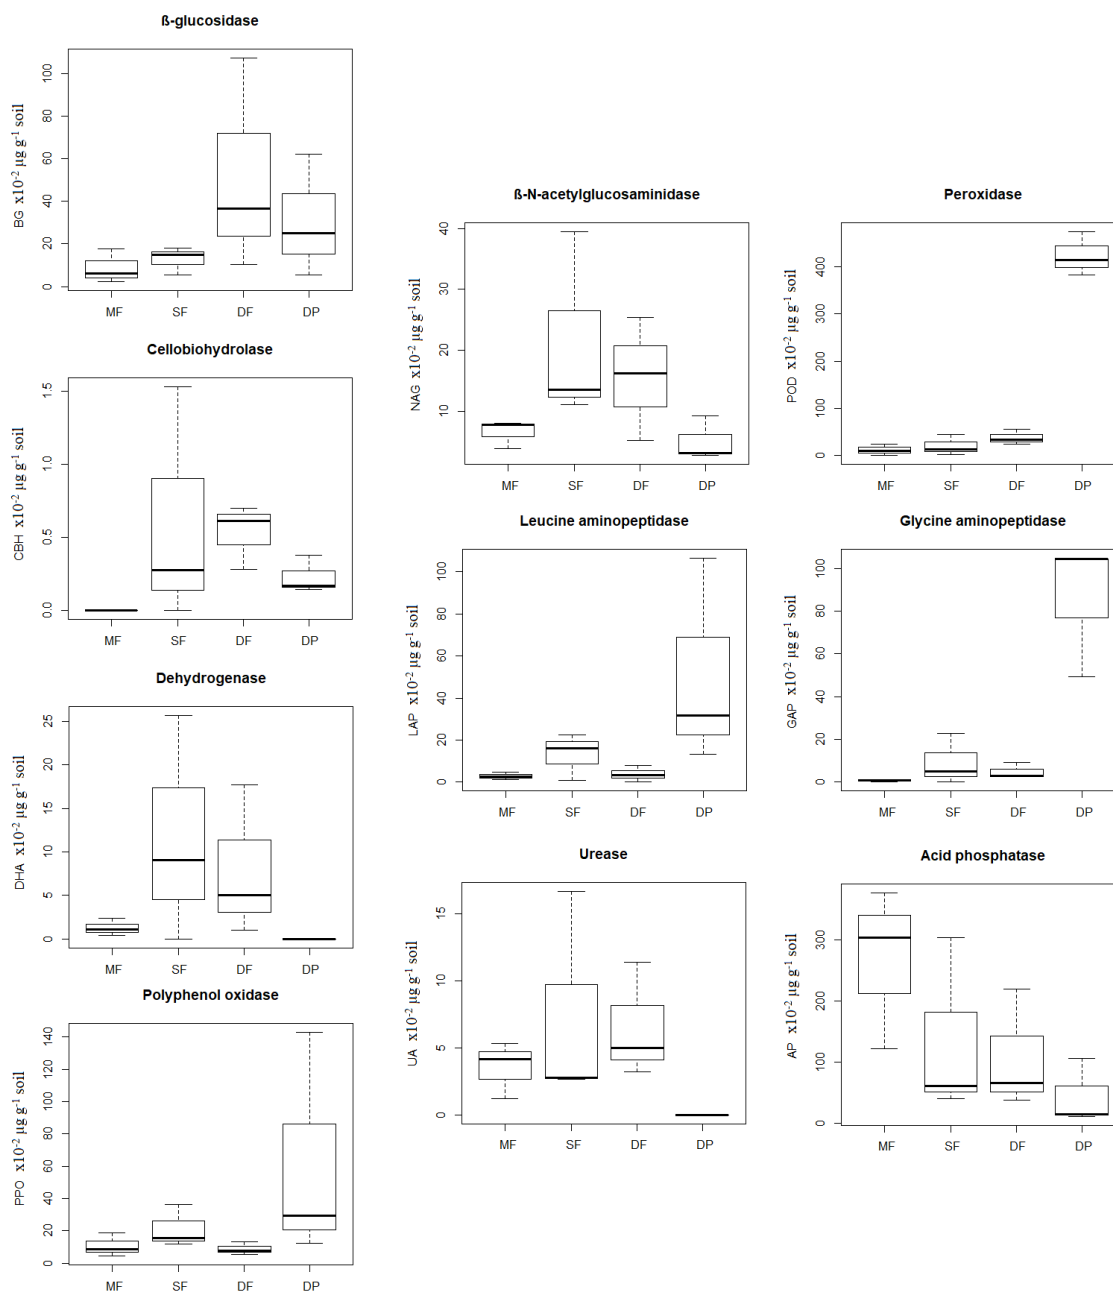 ß-glucosidase
BG x10⁻² µg g⁻¹ soil
100
80
60
40
20
0
MF SF DF DP
Cellobiohydrolase
CBH x10⁻² µg g⁻¹ soil
1.5
1.0
0.5
0.0
MF SF DF DP
Dehydrogenase
DHA x10⁻² µg g⁻¹ soil
25
20
15
10
5
0
MF SF DF DP
Polyphenol oxidase
PPO x10⁻² µg g⁻¹ soil
140
120
100
80
60
40
20
0
MF SF DF DP
ß-N-acetylglucosaminidase
NAG x10⁻² µg g⁻¹ soil
40
30
20
10
MF SF DF DP
Leucine aminopeptidase
LAP x10⁻² µg g⁻¹ soil
100
80
60
40
20
0
MF SF DF DP
Urease
UA x10⁻² µg g⁻¹ soil
15
10
5
0
MF SF DF DP
Peroxidase
POD x10⁻² µg g⁻¹ soil
400
300
200
100
0
MF SF DF DP
Glycine aminopeptidase
GAP x10⁻² µg g⁻¹ soil
100
80
60
40
20
0
MF SF DF DP
Acid phosphatase
AP x10⁻² µg g⁻¹ soil
300
200
100
0
MF SF DF DP